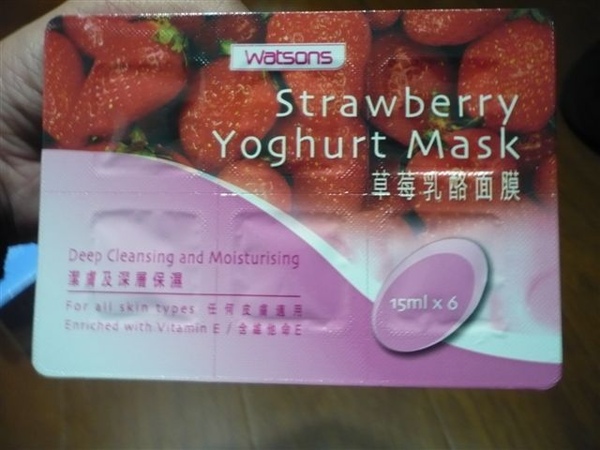 watsons
Strawberry
Yoghurt Mask
草莓乳酪面膜
Deep Cleansing and Moisturising
潔膚及深層保濕
15ml x 6
For all skin types 任何皮膚適用
Enriched with Vitamin E / 含維他命E